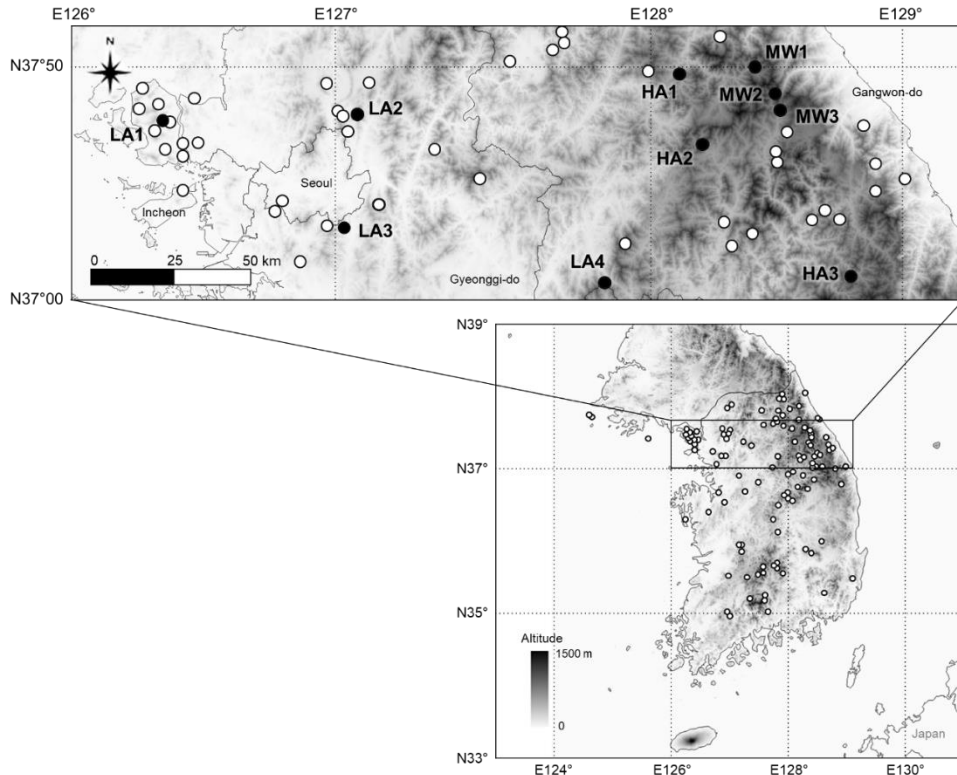 E126° E127° E128° E129°
N37°50
N
MW1
HA1
MW2
Gangwon-do
LA2
MW3
LA1
HA2
Seoul
Incheon
LA3
0 25 50 km
Gyeonggi-do
LA4
HA3
N37°00
N39°
N37°
N35°
Altitude
1500 m
0
Japan
N33°
E124° E126° E128° E130°